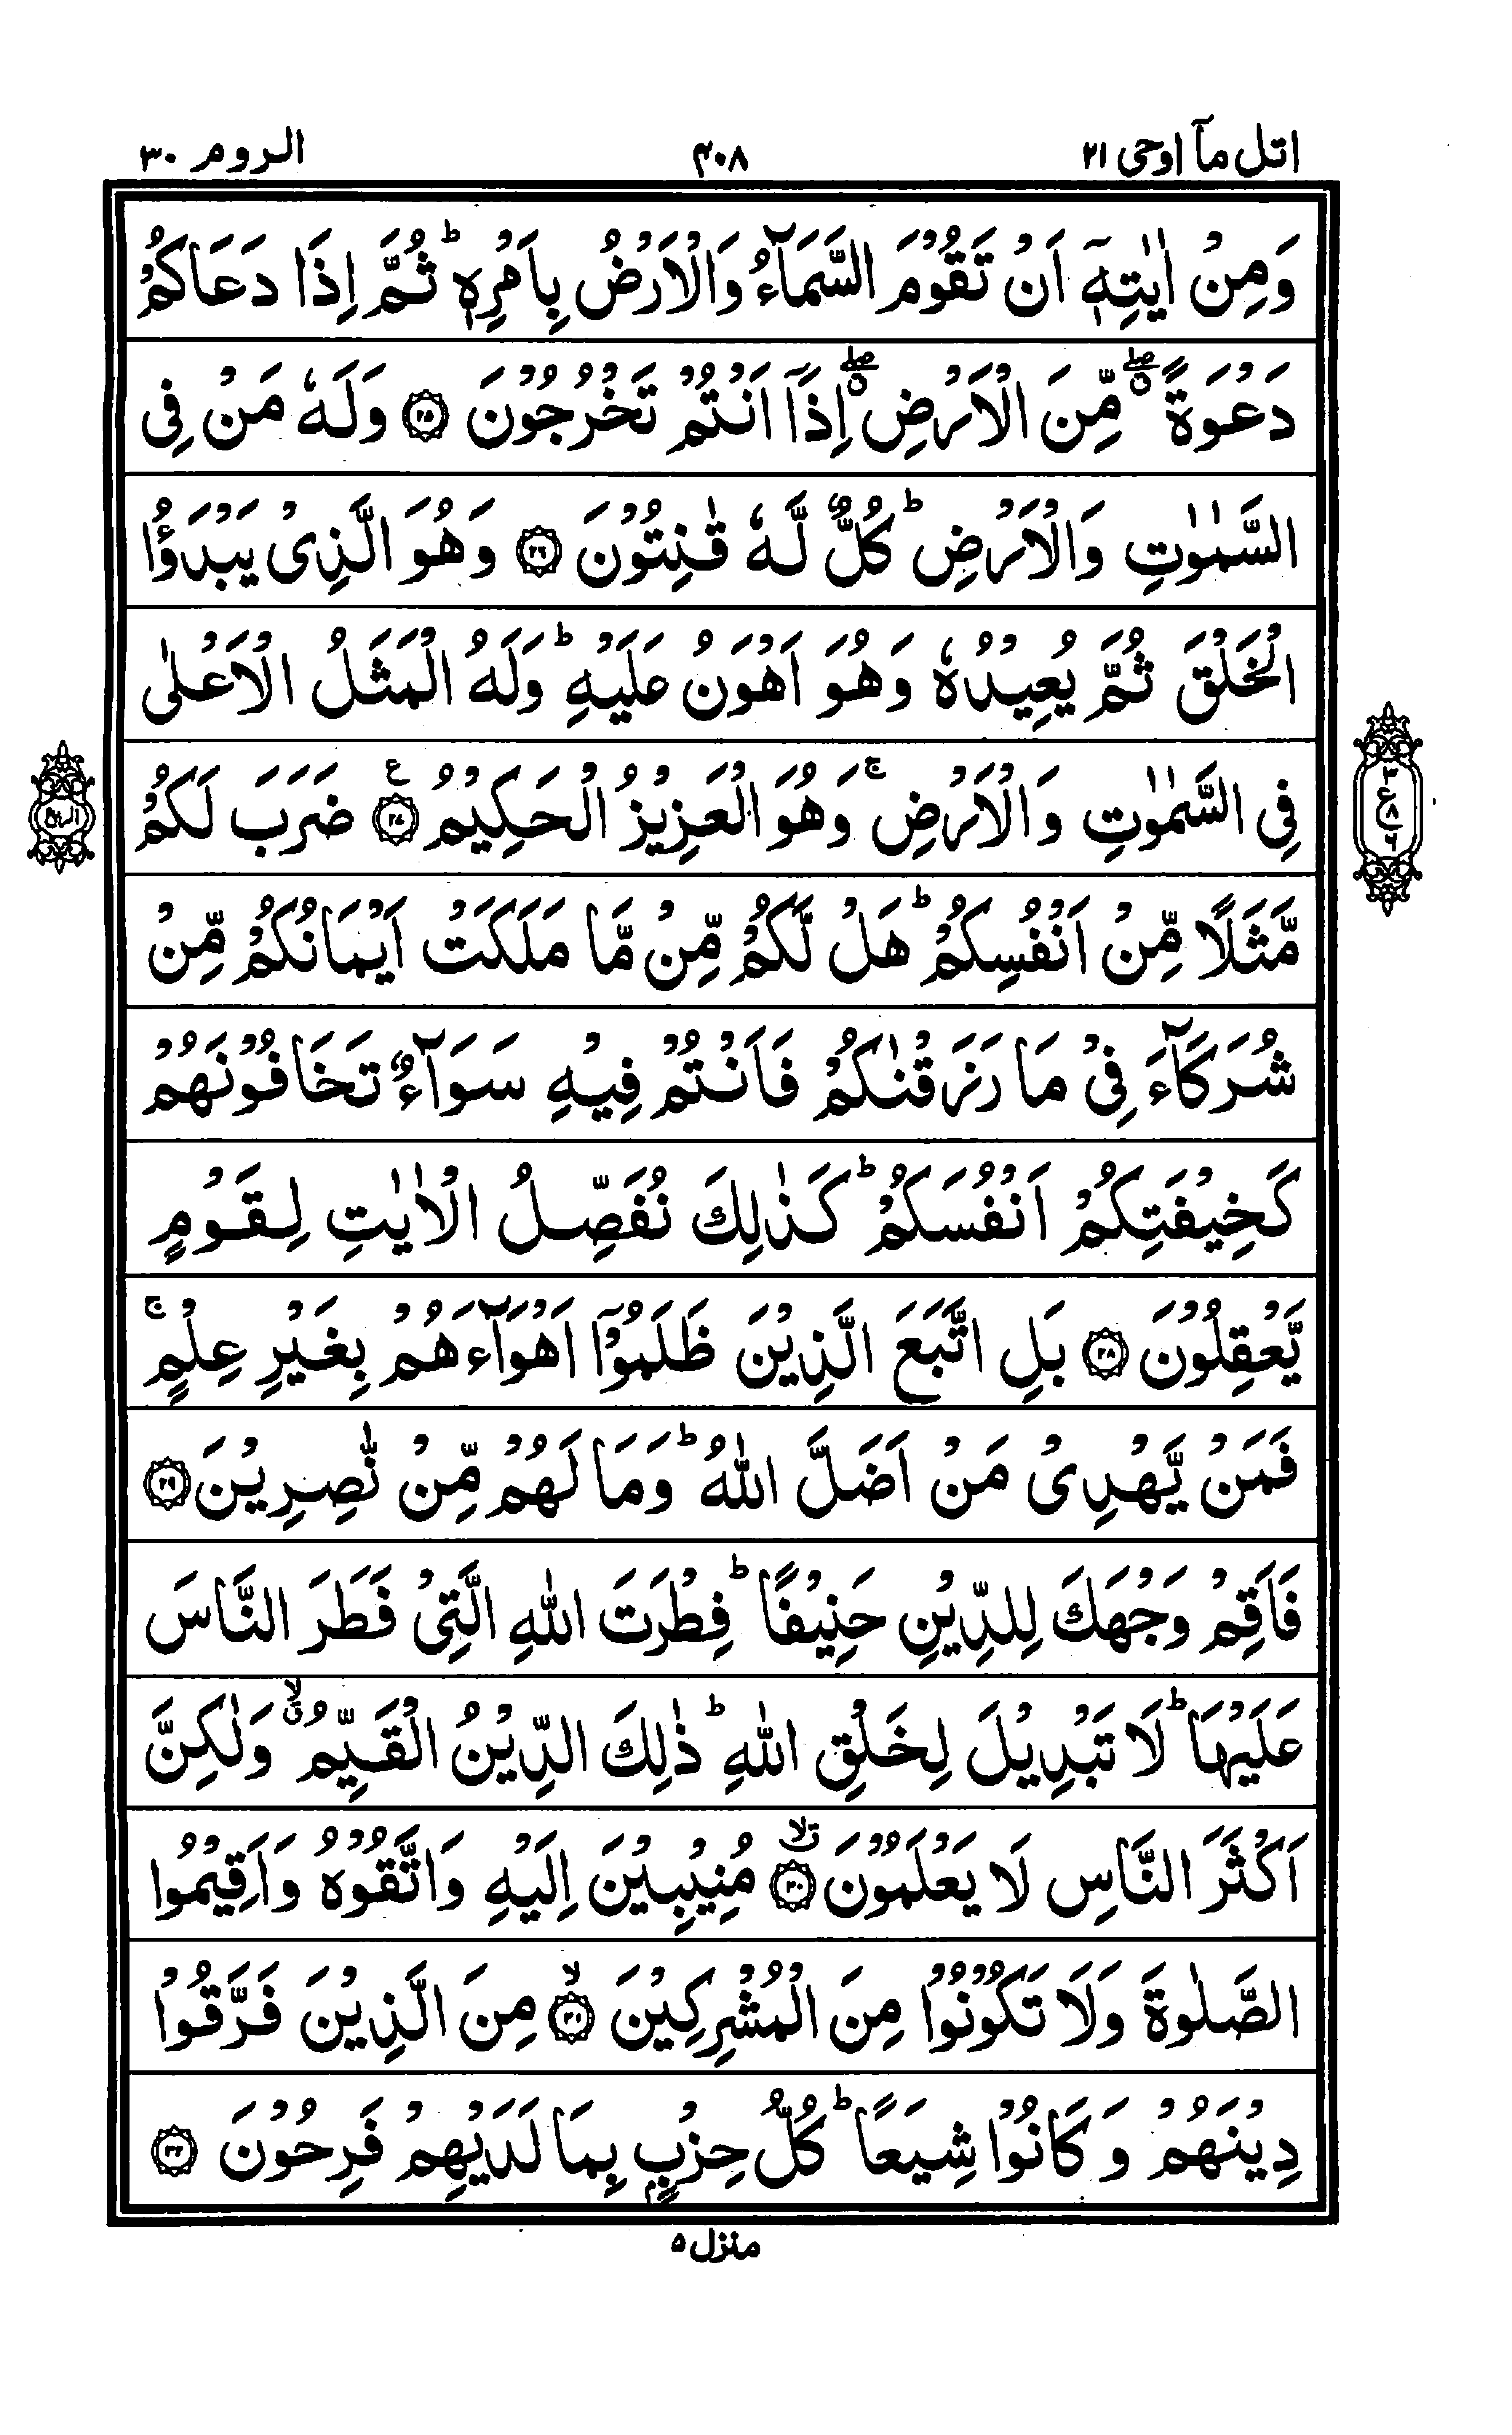 اتل مآ اوحی ۲۱ ۴۰۸ الروم ۳۰
وَمِنْ اٰيٰتِهٖۤ اَنْ تَقُوْمَ السَّمَآءُ وَالْاَرْضُ بِاَمْرِهٖ ؕ ثُمَّ اِذَا دَعَاكُمْ
دَعْوَةً ۖۗ مِّنَ الْاَرْضِ ۖۗ اِذَاۤ اَنْتُمْ تَخْرُجُوْنَ ﴿۲۵﴾ وَلَهٗ مَنْ فِی
السَّمٰوٰتِ وَالْاَرْضِ ؕ كُلٌّ لَّهٗ قٰنِتُوْنَ ﴿۲۶﴾ وَهُوَ الَّذِیْ يَبْدَؤُا
الْخَلْقَ ثُمَّ يُعِيْدُهٗ وَهُوَ اَهْوَنُ عَلَيْهِ ؕ وَلَهُ الْمَثَلُ الْاَعْلٰی
فِی السَّمٰوٰتِ وَالْاَرْضِ ۚ وَهُوَ الْعَزِيْزُ الْحَكِيْمُ ﴿۲۷﴾ ع ضَرَبَ لَكُمْ
مَّثَلًا مِّنْ اَنْفُسِكُمْ ؕ هَلْ لَّكُمْ مِّنْ مَّا مَلَكَتْ اَيْمَانُكُمْ مِّنْ
شُرَكَآءَ فِیْ مَا رَزَقْنٰكُمْ فَاَنْتُمْ فِيْهِ سَوَآءٌ تَخَافُوْنَهُمْ
كَخِيْفَتِكُمْ اَنْفُسَكُمْ ؕ كَذٰلِكَ نُفَصِّلُ الْاٰيٰتِ لِقَوْمٍ
يَّعْقِلُوْنَ ﴿۲۸﴾ بَلِ اتَّبَعَ الَّذِيْنَ ظَلَمُوْۤا اَهْوَآءَهُمْ بِغَيْرِ عِلْمٍ ۚ
فَمَنْ يَّهْدِیْ مَنْ اَضَلَّ اللّٰهُ ؕ وَمَا لَهُمْ مِّنْ نّٰصِرِيْنَ ﴿۲۹﴾
فَاَقِمْ وَجْهَكَ لِلدِّيْنِ حَنِيْفًا ؕ فِطْرَتَ اللّٰهِ الَّتِیْ فَطَرَ النَّاسَ
عَلَيْهَا ؕ لَا تَبْدِيْلَ لِخَلْقِ اللّٰهِ ؕ ذٰلِكَ الدِّيْنُ الْقَيِّمُ ۙۗ وَلٰكِنَّ
اَكْثَرَ النَّاسِ لَا يَعْلَمُوْنَ ﴿۳۰﴾ ۙۗ مُنِيْبِيْنَ اِلَيْهِ وَاتَّقُوْهُ وَاَقِيْمُوا
الصَّلٰوةَ وَلَا تَكُوْنُوْا مِنَ الْمُشْرِكِيْنَ ﴿۳۱﴾ ۙ مِنَ الَّذِيْنَ فَرَّقُوْا
دِيْنَهُمْ وَ كَانُوْا شِيَعًا ؕ كُلُّ حِزْبٍۭ بِمَا لَدَيْهِمْ فَرِحُوْنَ ﴿۳۲﴾
منزل ۵